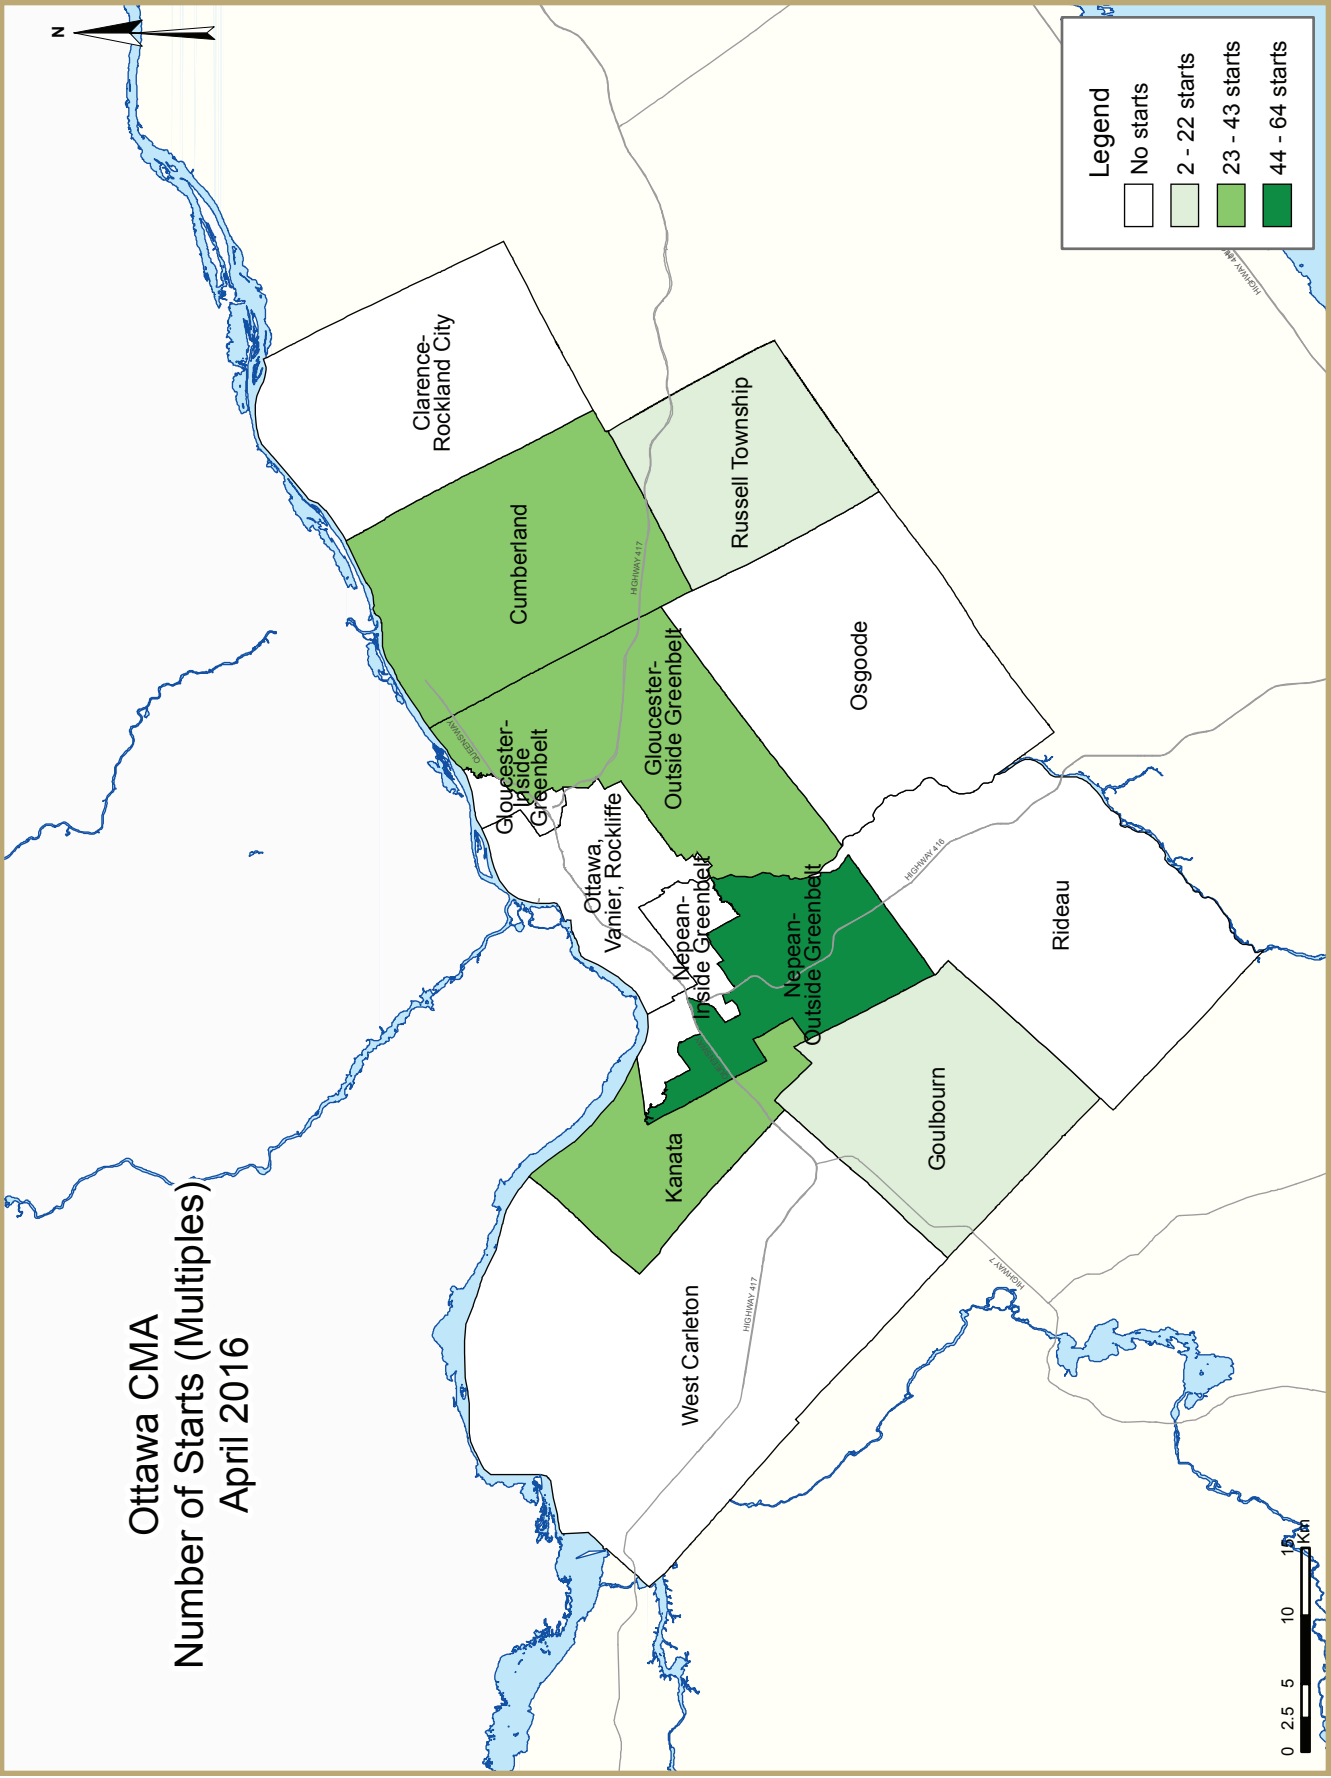 Ottawa CMA
Number of Starts (Multiples)
April 2016
N
Clarence-
Rockland City
Cumberland
Russell Township
Gloucester-
Inside
Greenbelt
Gloucester-
Outside Greenbelt
Osgoode
Ottawa,
Vanier, Rockliffe
Nepean-
Inside Greenbelt
Nepean-
Outside Greenbelt
Rideau
Kanata
Goulbourn
West Carleton
QUEENSWAY
HIGHWAY 417
HIGHWAY 416
HIGHWAY 417
HIGHWAY 7
Legend
No starts
2 - 22 starts
23 - 43 starts
44 - 64 starts
0 2.5 5 10 15
Km